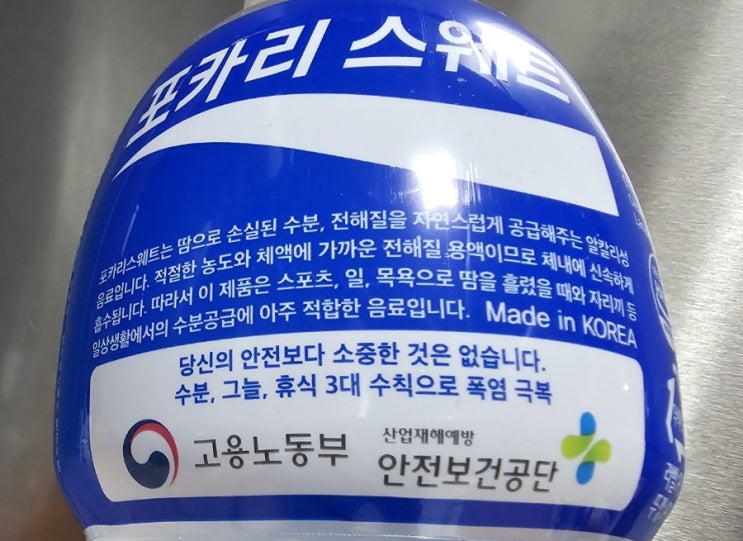 포카리 스웨트
포카리스웨트는 땀으로 손실된 수분, 전해질을 자연스럽게 공급해주는 알칼리성
음료입니다. 적절한 농도와 체액에 가까운 전해질 용액이므로 체내에 신속하게
흡수됩니다. 따라서 이 제품은 스포츠, 일, 목욕으로 땀을 흘렸을 때와 자리끼 등
일상생활에서의 수분공급에 아주 적합한 음료입니다. Made in KOREA
당신의 안전보다 소중한 것은 없습니다.
수분, 그늘, 휴식 3대 수칙으로 폭염 극복
고용노동부
산업재해예방
안전보건공단